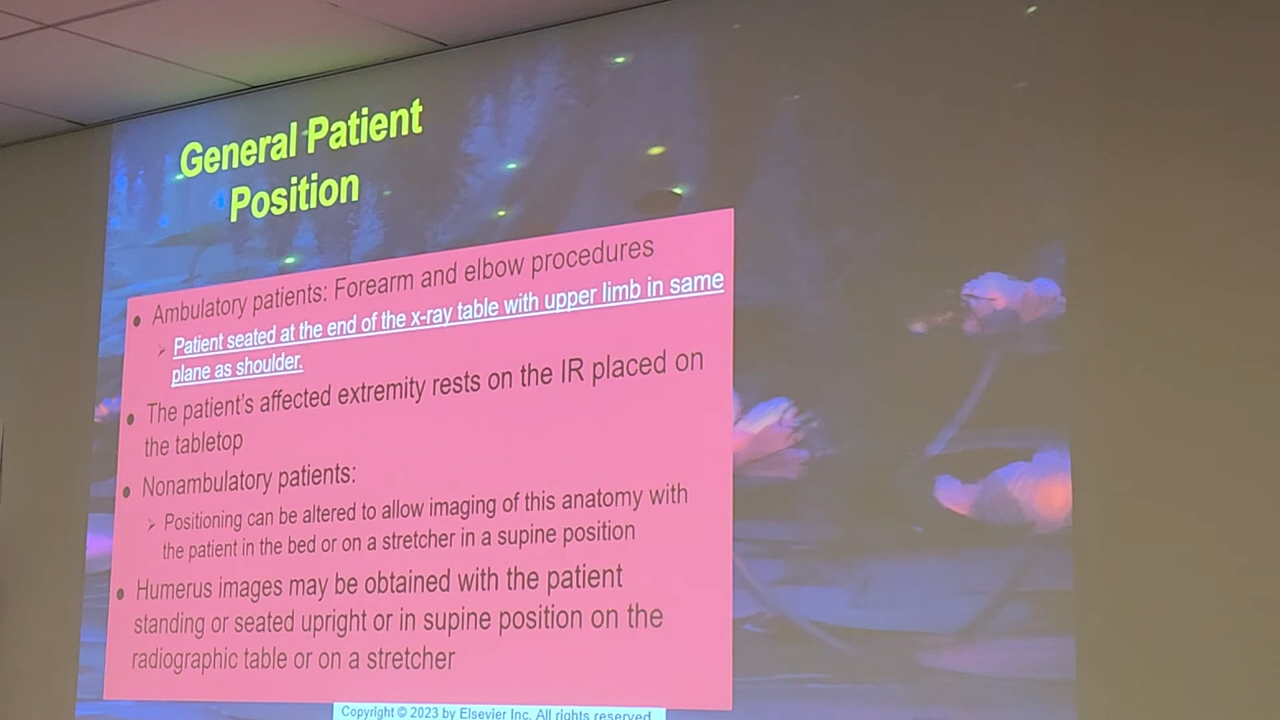 General Patient
Position
• Ambulatory patients: Forearm and elbow procedures
➢ Patient seated at the end of the x-ray table with upper limb in same
plane as shoulder.
• The patient's affected extremity rests on the IR placed on
the tabletop
• Nonambulatory patients:
➢ Positioning can be altered to allow imaging of this anatomy with
the patient in the bed or on a stretcher in a supine position
• Humerus images may be obtained with the patient
standing or seated upright or in supine position on the
radiographic table or on a stretcher
Copyright © 2023 by Elsevier Inc. All rights reserved